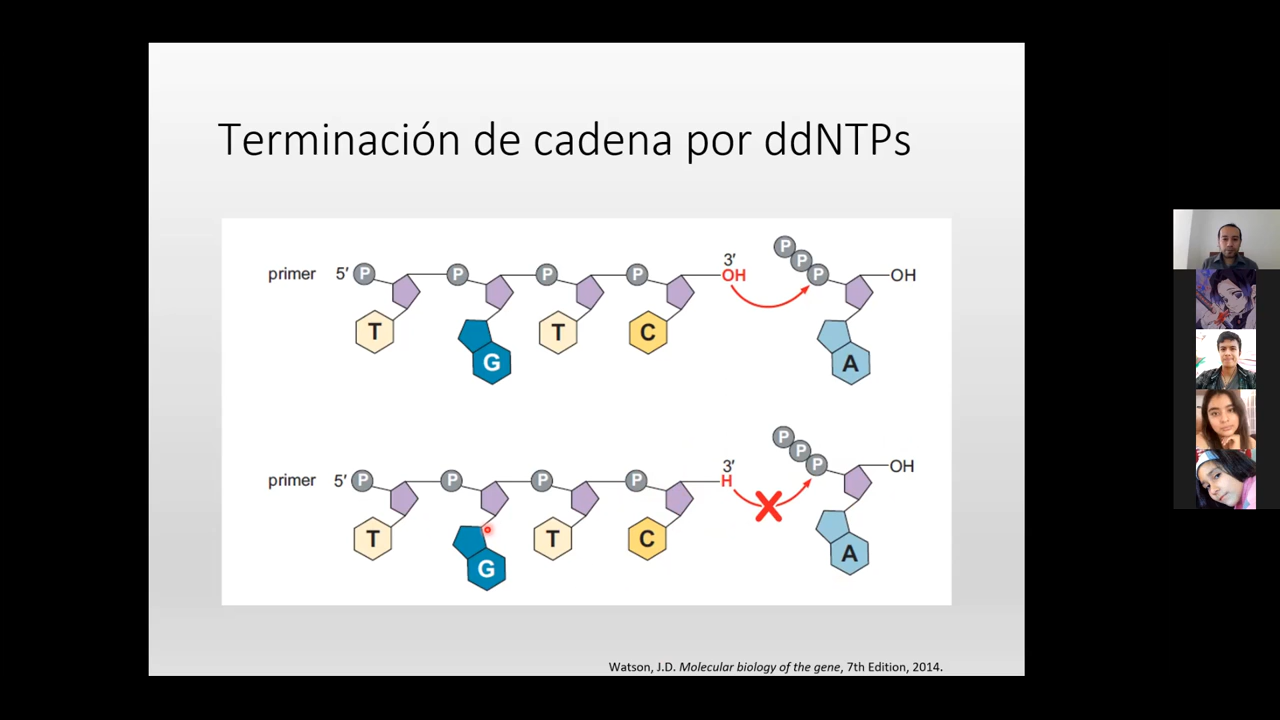 Terminación de cadena por ddNTPs
P
P
3′
primer 5′ P P P P OH P OH
T G T C A
P
P
3′
primer 5′ P P P P H P OH
T G T C A
Watson, J.D. Molecular biology of the gene, 7th Edition, 2014.